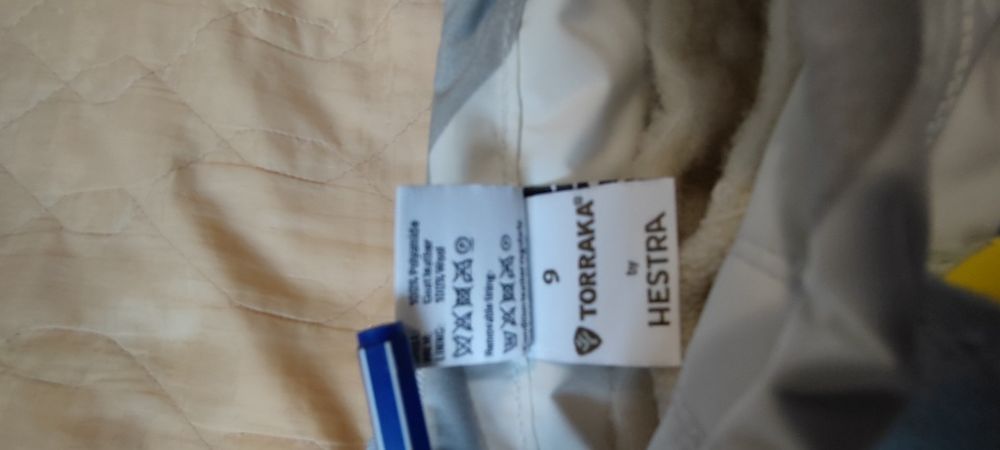 100% Polyamide
Goat leather
100% Wool
Removable lining:
9
TORRAKA®
by
HESTRA